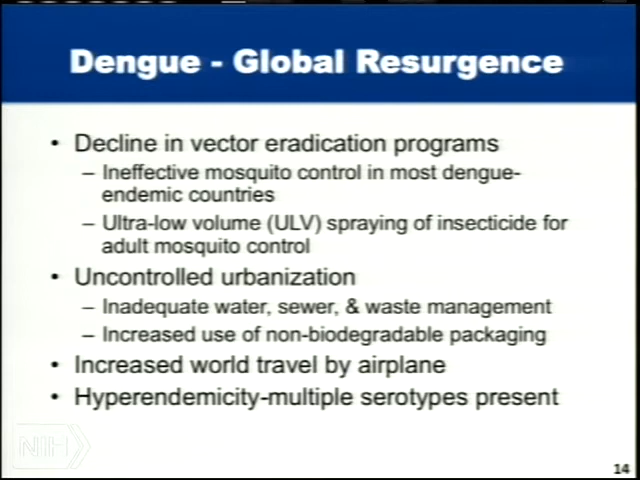 Dengue - Global Resurgence
• Decline in vector eradication programs
– Ineffective mosquito control in most dengue-
endemic countries
– Ultra-low volume (ULV) spraying of insecticide for
adult mosquito control
• Uncontrolled urbanization
– Inadequate water, sewer, & waste management
– Increased use of non-biodegradable packaging
• Increased world travel by airplane
• Hyperendemicity-multiple serotypes present
NIH
14